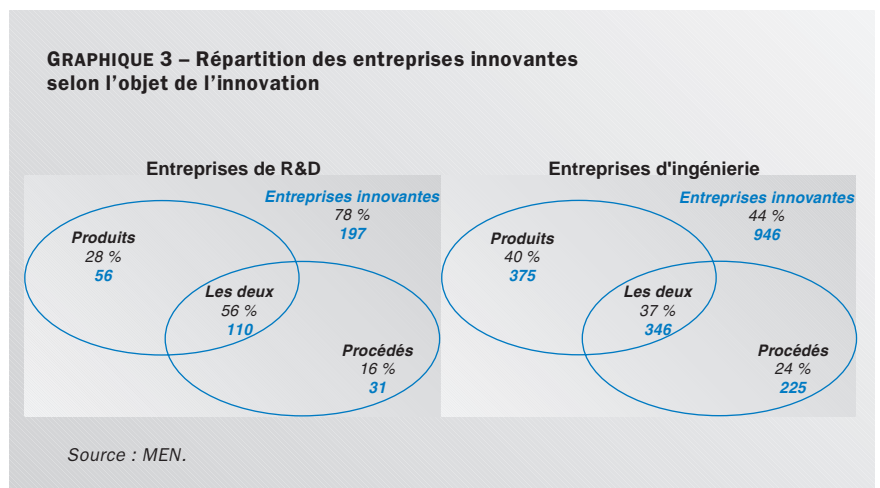 GRAPHIQUE 3 – Répartition des entreprises innovantes
selon l'objet de l'innovation
Entreprises de R&D
Entreprises innovantes
78 %
197
Produits
28 %
56
Les deux
56 %
110
Procédés
16 %
31
Entreprises d'ingénierie
Entreprises innovantes
44 %
946
Produits
40 %
375
Les deux
37 %
346
Procédés
24 %
225
Source : MEN.